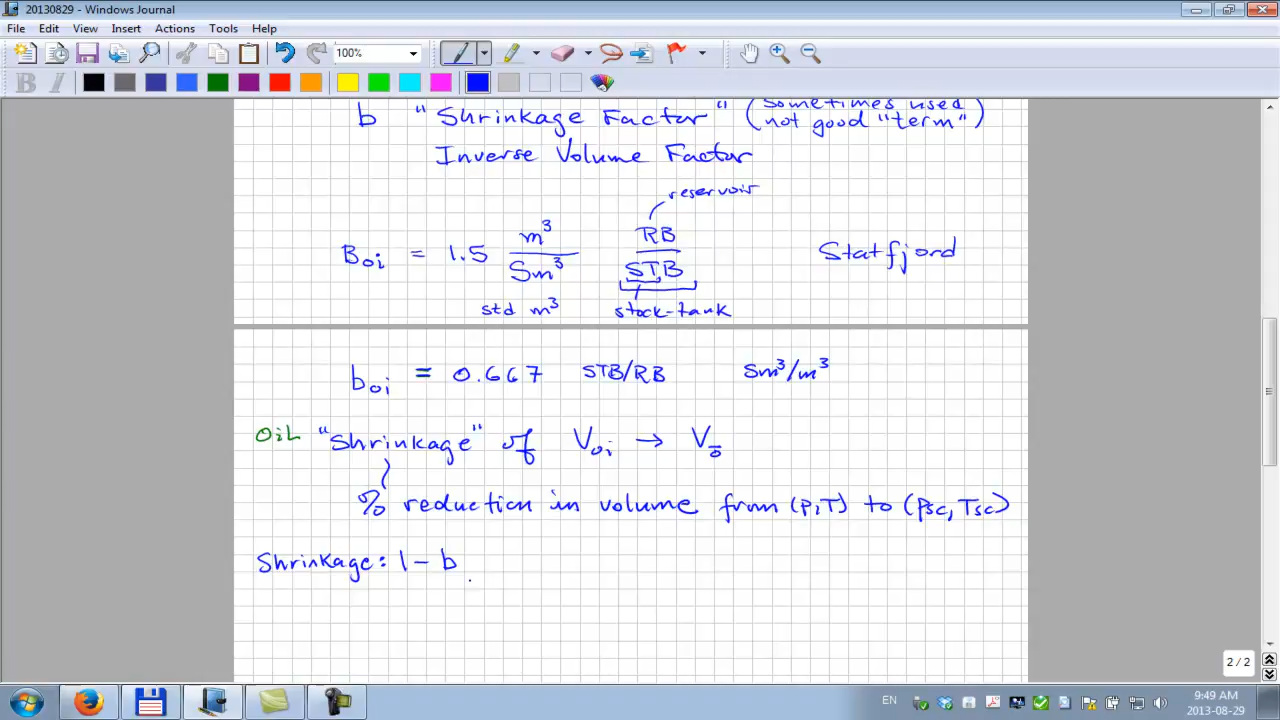 20130829 - Windows Journal
File Edit View Insert Actions Tools Help
100%
b "Shrinkage Factor" (sometimes used
not good "term")
Inverse Volume Factor
reservoir
Boi = 1.5 m³/Sm³ RB/STB Statfjord
std m³ stock-tank
boi = 0.667 STB/RB Sm³/m³
Oil "Shrinkage" of Voi → Vō
% reduction in volume from (p,T) to (psc, Tsc)
Shrinkage: 1 - b
2 / 2
EN 9:49 AM
2013-08-29